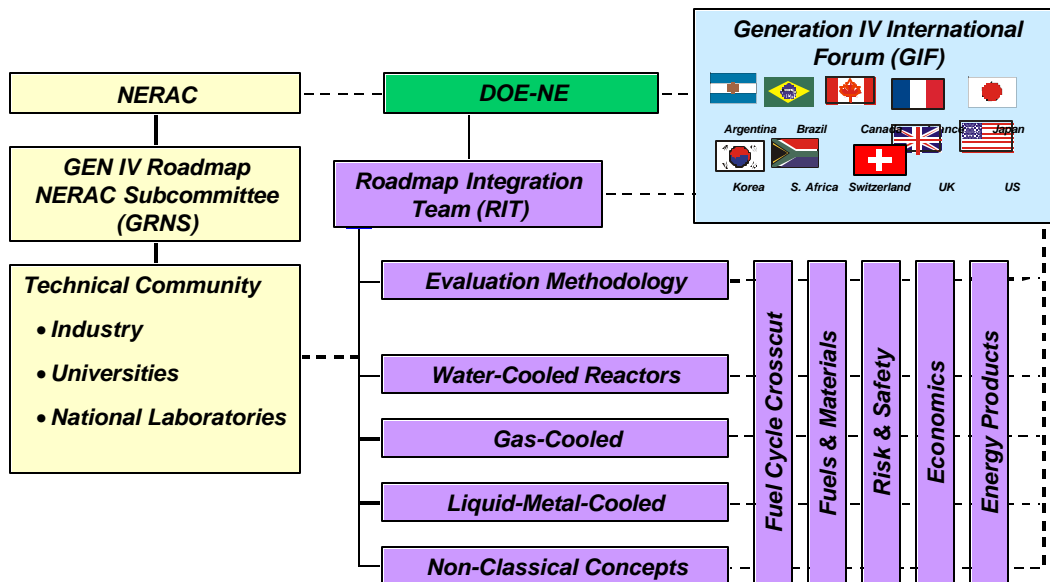 Generation IV International
Forum (GIF)
NERAC
DOE-NE
Argentina Brazil Canada Japan
GEN IV Roadmap
NERAC Subcommittee
(GRNS)
Roadmap Integration
Team (RIT)
Korea S. Africa Switzerland UK US
Technical Community
• Industry
• Universities
• National Laboratories
Evaluation Methodology
Water-Cooled Reactors
Gas-Cooled
Liquid-Metal-Cooled
Non-Classical Concepts
Fuel Cycle Crosscut
Fuels & Materials
Risk & Safety
Economics
Energy Products